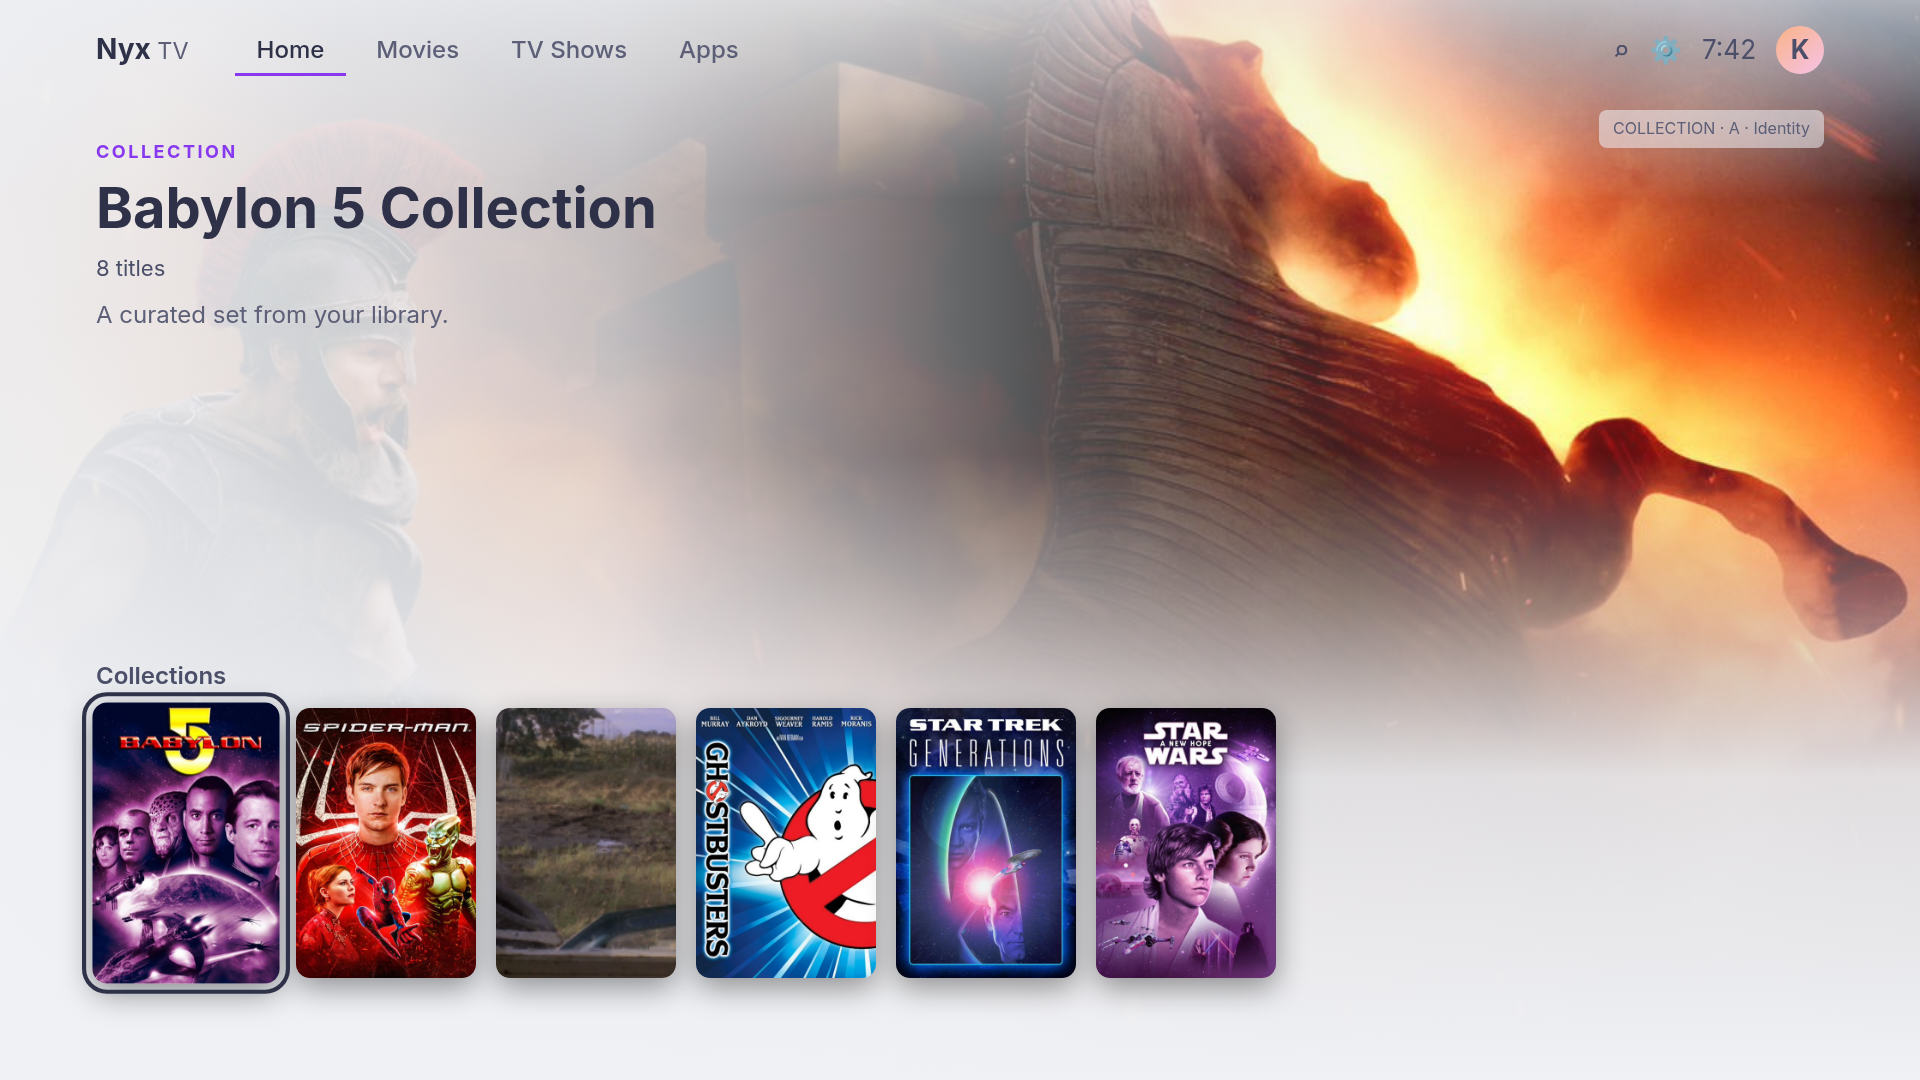 Nyx TV Home Movies TV Shows Apps 7:42 K
COLLECTION · A · Identity
COLLECTION
Babylon 5 Collection
8 titles
A curated set from your library.
Collections
5
BABYLON
SPIDER-MAN
BILL MURRAY DAN AYKROYD SIGOURNEY WEAVER HAROLD RAMIS RICK MORANIS
GHOSTBUSTERS
STAR TREK
GENERATIONS
STAR
A NEW HOPE
WARS